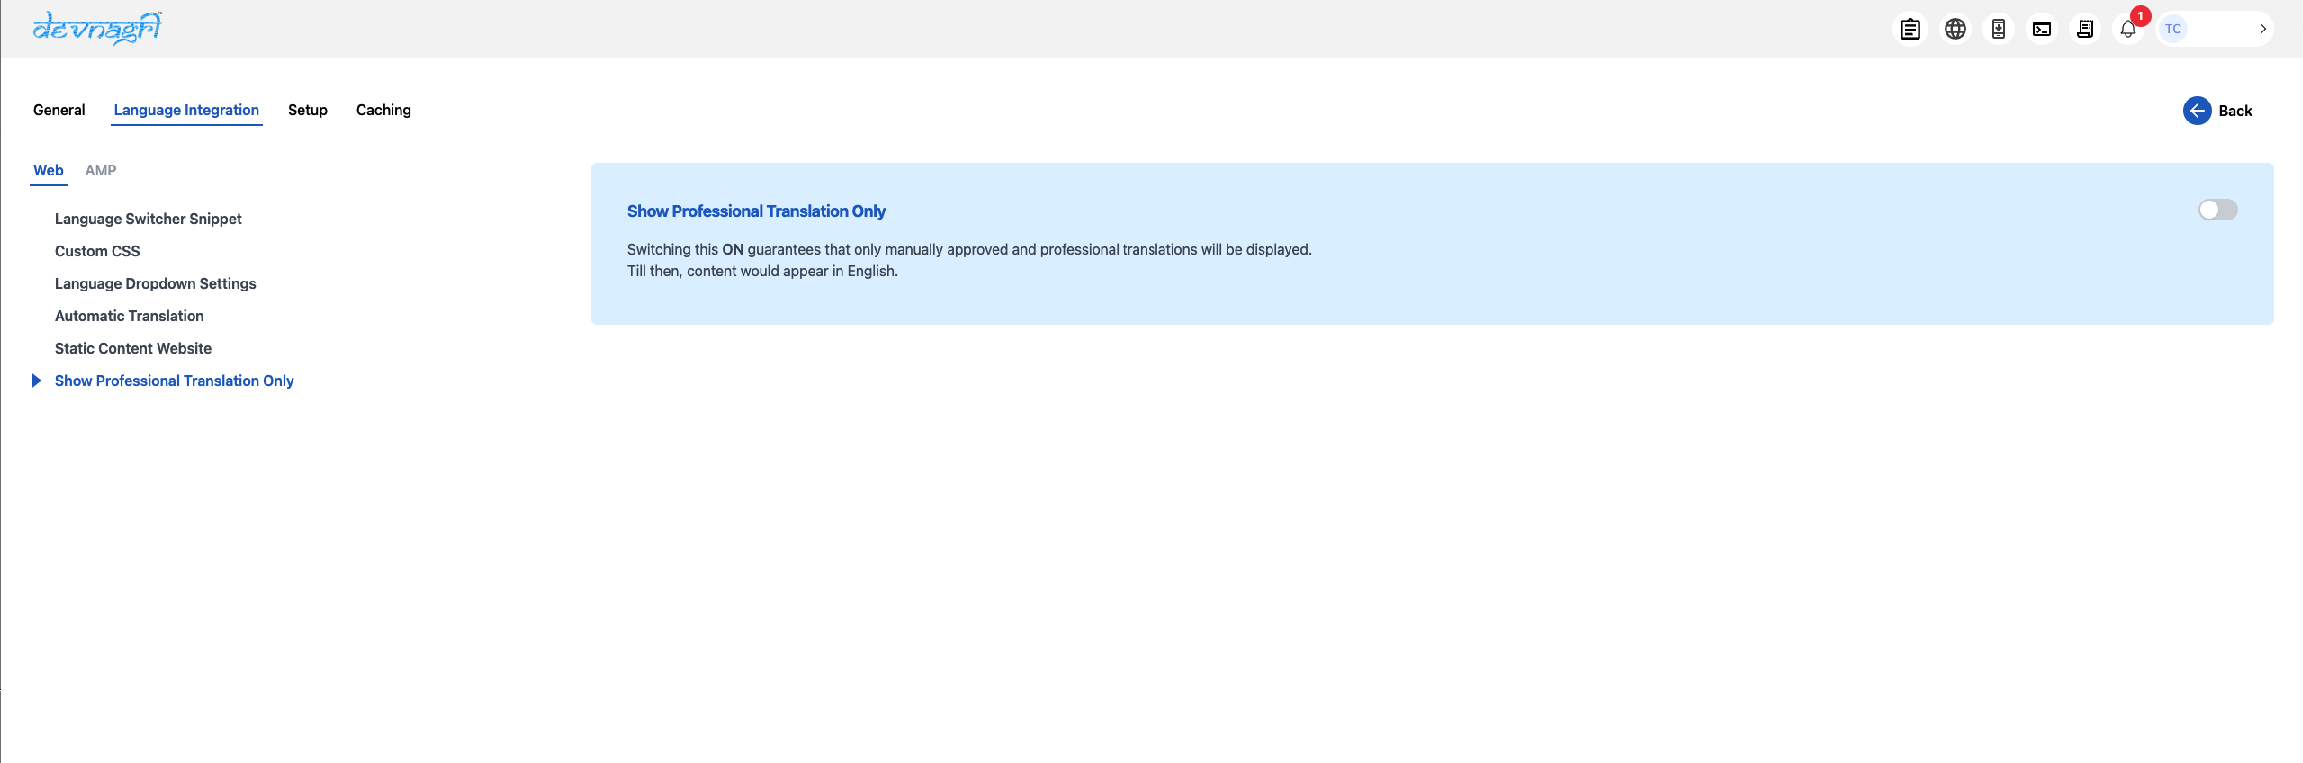 devnagri
1
TC
General
Language Integration
Setup
Caching
Back
Web
AMP
Language Switcher Snippet
Custom CSS
Language Dropdown Settings
Automatic Translation
Static Content Website
Show Professional Translation Only
Show Professional Translation Only
Switching this ON guarantees that only manually approved and professional translations will be displayed.
Till then, content would appear in English.